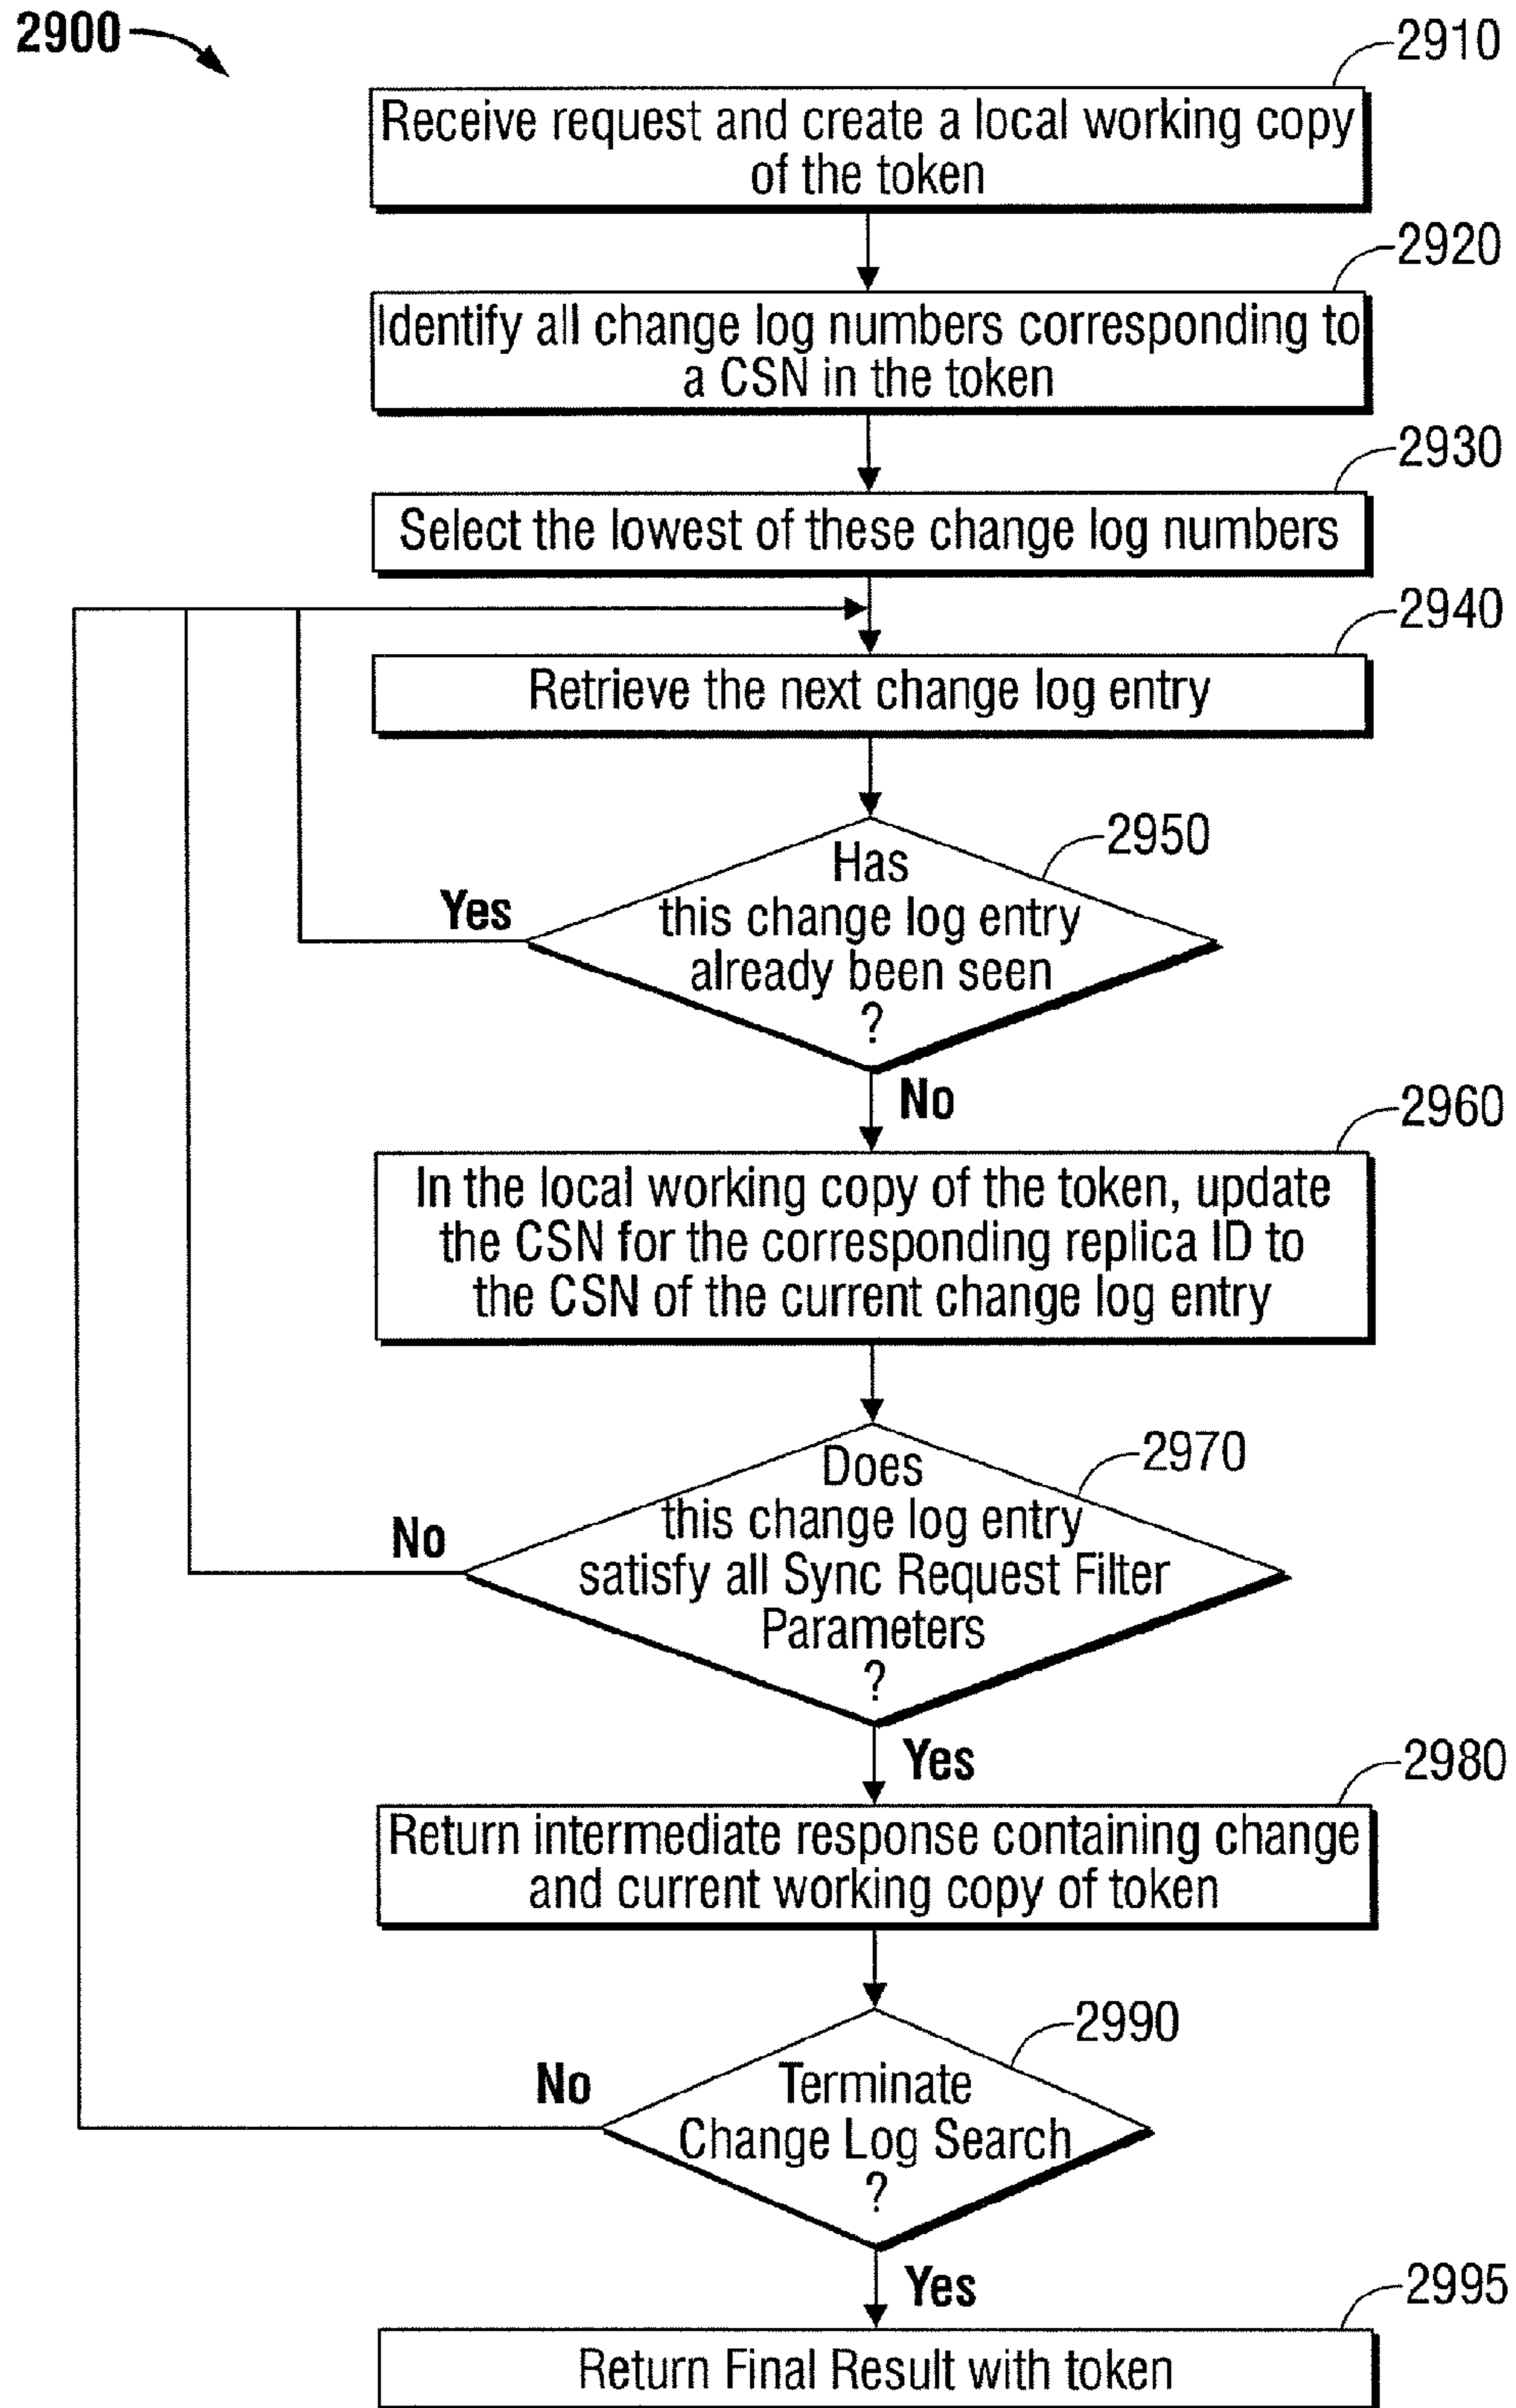 2900
2910
Receive request and create a local working copy
of the token
2920
Identify all change log numbers corresponding to
a CSN in the token
2930
Select the lowest of these change log numbers
2940
Retrieve the next change log entry
2950
Has
this change log entry
already been seen
?
Yes
No
2960
In the local working copy of the token, update
the CSN for the corresponding replica ID to
the CSN of the current change log entry
2970
Does
this change log entry
satisfy all Sync Request Filter
Parameters
?
No
Yes
2980
Return intermediate response containing change
and current working copy of token
2990
Terminate
Change Log Search
?
No
Yes
2995
Return Final Result with token